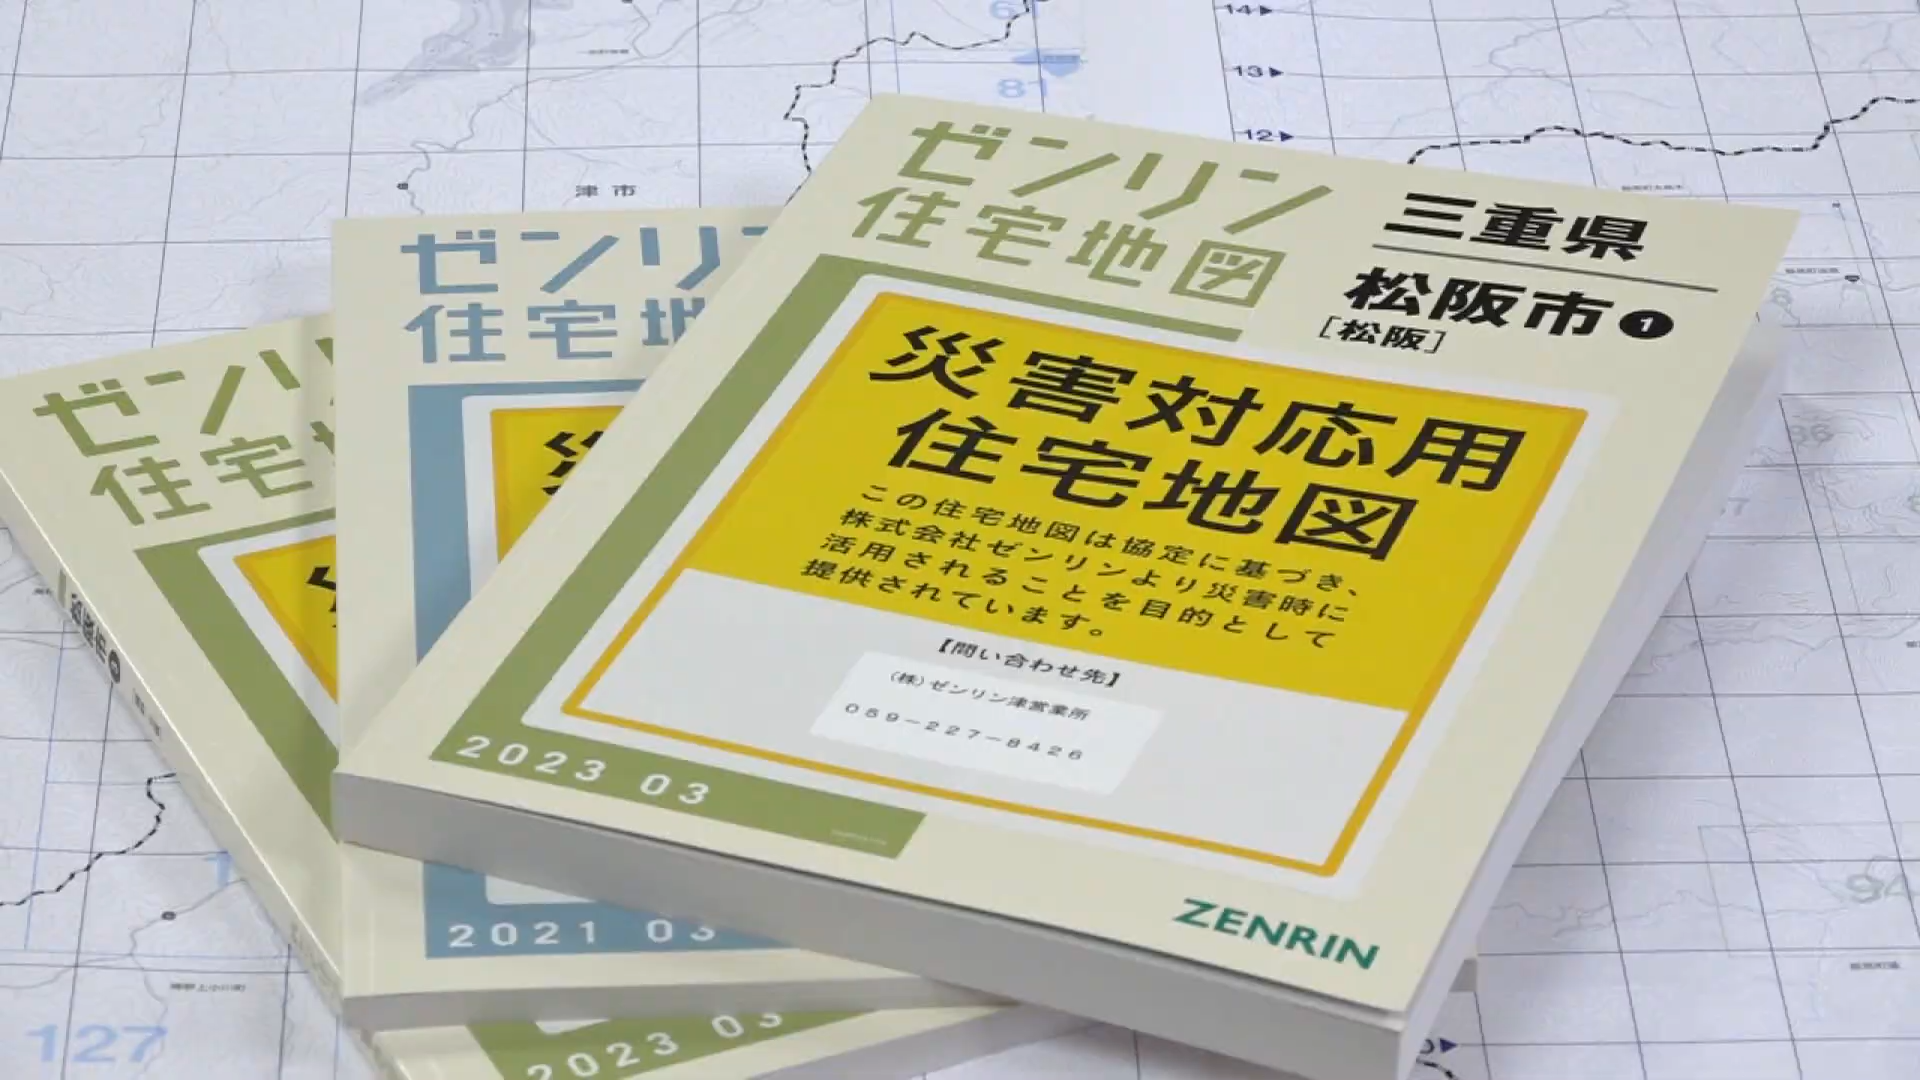 ゼンリン
住宅地図
三重県
松阪市 1
[松阪]
災害対応用
住宅地図
この住宅地図は協定に基づき、
株式会社ゼンリンより災害時に
活用されることを目的として
提供されています。
【問い合わせ先】
(株)ゼンリン津営業所
059-227-8426
2023 03
ZENRIN
ゼンリン
住宅地
災
2021 03
ゼンリ
住宅
2023 03
津市
14
13
12
81
127
94